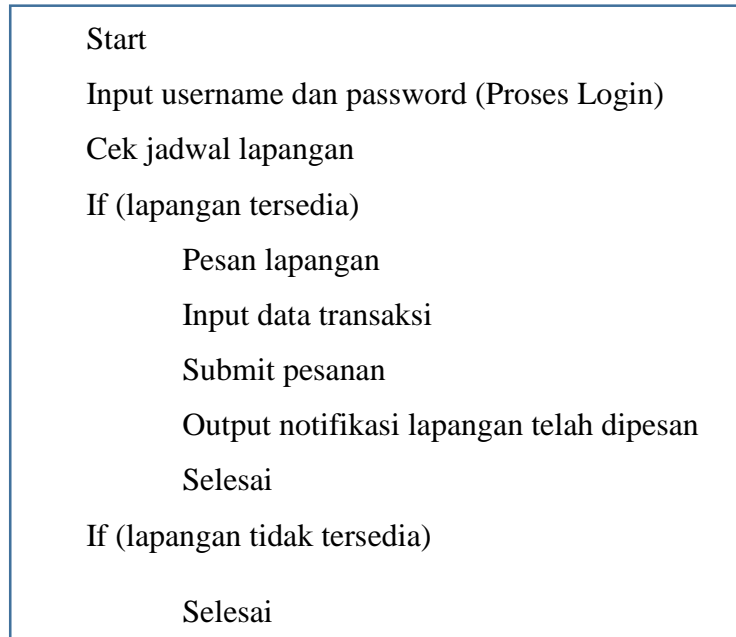 Start
Input username dan password (Proses Login)
Cek jadwal lapangan
If (lapangan tersedia)
Pesan lapangan
Input data transaksi
Submit pesanan
Output notifikasi lapangan telah dipesan
Selesai
If (lapangan tidak tersedia)
Selesai